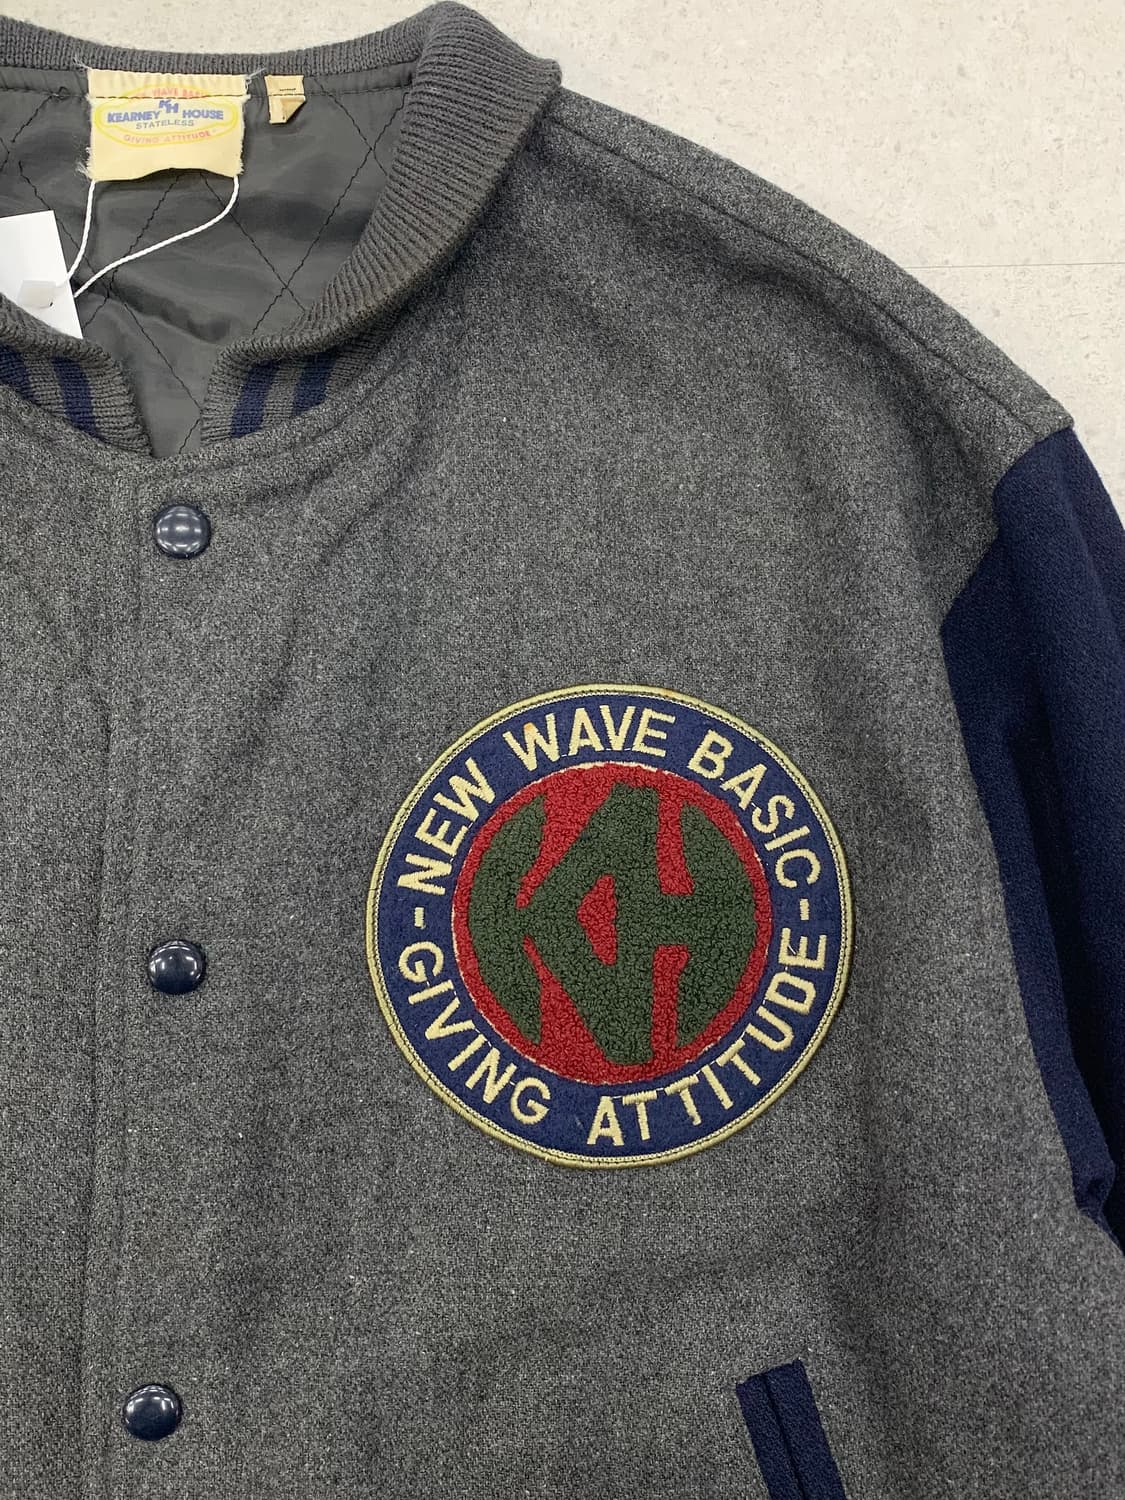 NEW WAVE BASIC
KH
KEARNEY HOUSE
STATELESS
GIVING ATTITUDE
-NEW WAVE BASIC-
KH
GIVING ATTITUDE